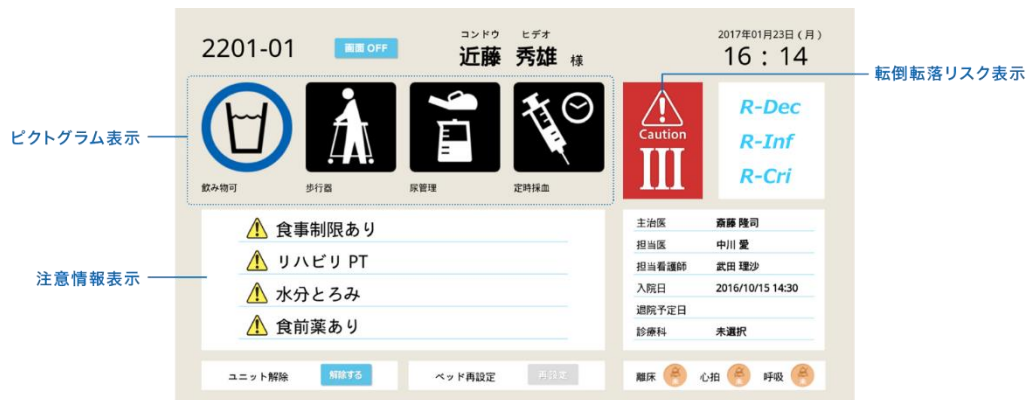 2201-01
画面 OFF
コンドウ ヒデオ
近藤 秀雄 様
2017年01月23日(月)
16:14
転倒転落リスク表示
ピクトグラム表示
Caution
III
R-Dec
R-Inf
R-Cri
飲み物可
歩行器
尿管理
定時採血
注意情報表示
食事制限あり
リハビリ PT
水分とろみ
食前薬あり
主治医 斎藤 隆司
担当医 中川 愛
担当看護師 武田 理沙
入院日 2016/10/15 14:30
退院予定日
診療科 未選択
ユニット解除 解除する
ベッド再設定 再設定
離床 心拍 呼吸